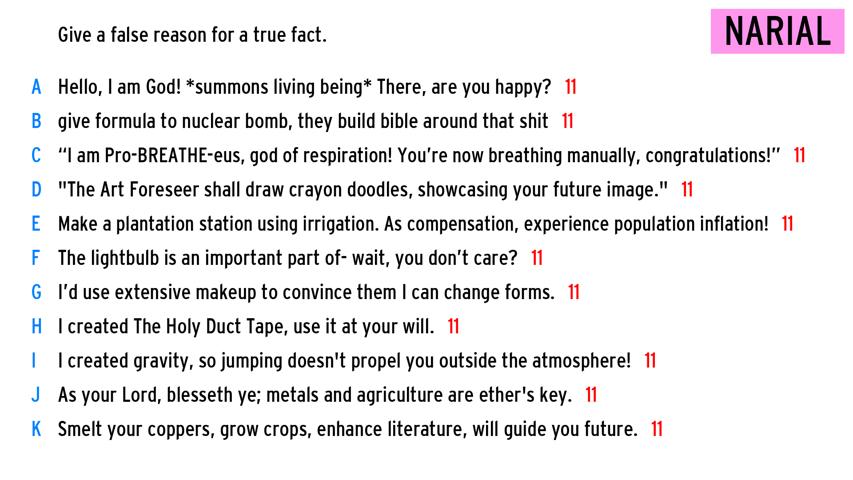 Give a false reason for a true fact.
NARIAL
A Hello, I am God! *summons living being* There, are you happy? 11
B give formula to nuclear bomb, they build bible around that shit 11
C “I am Pro-BREATHE-eus, god of respiration! You’re now breathing manually, congratulations!” 11
D "The Art Foreseer shall draw crayon doodles, showcasing your future image." 11
E Make a plantation station using irrigation. As compensation, experience population inflation! 11
F The lightbulb is an important part of- wait, you don’t care? 11
G I’d use extensive makeup to convince them I can change forms. 11
H I created The Holy Duct Tape, use it at your will. 11
I I created gravity, so jumping doesn't propel you outside the atmosphere! 11
J As your Lord, blesseth ye; metals and agriculture are ether's key. 11
K Smelt your coppers, grow crops, enhance literature, will guide you future. 11